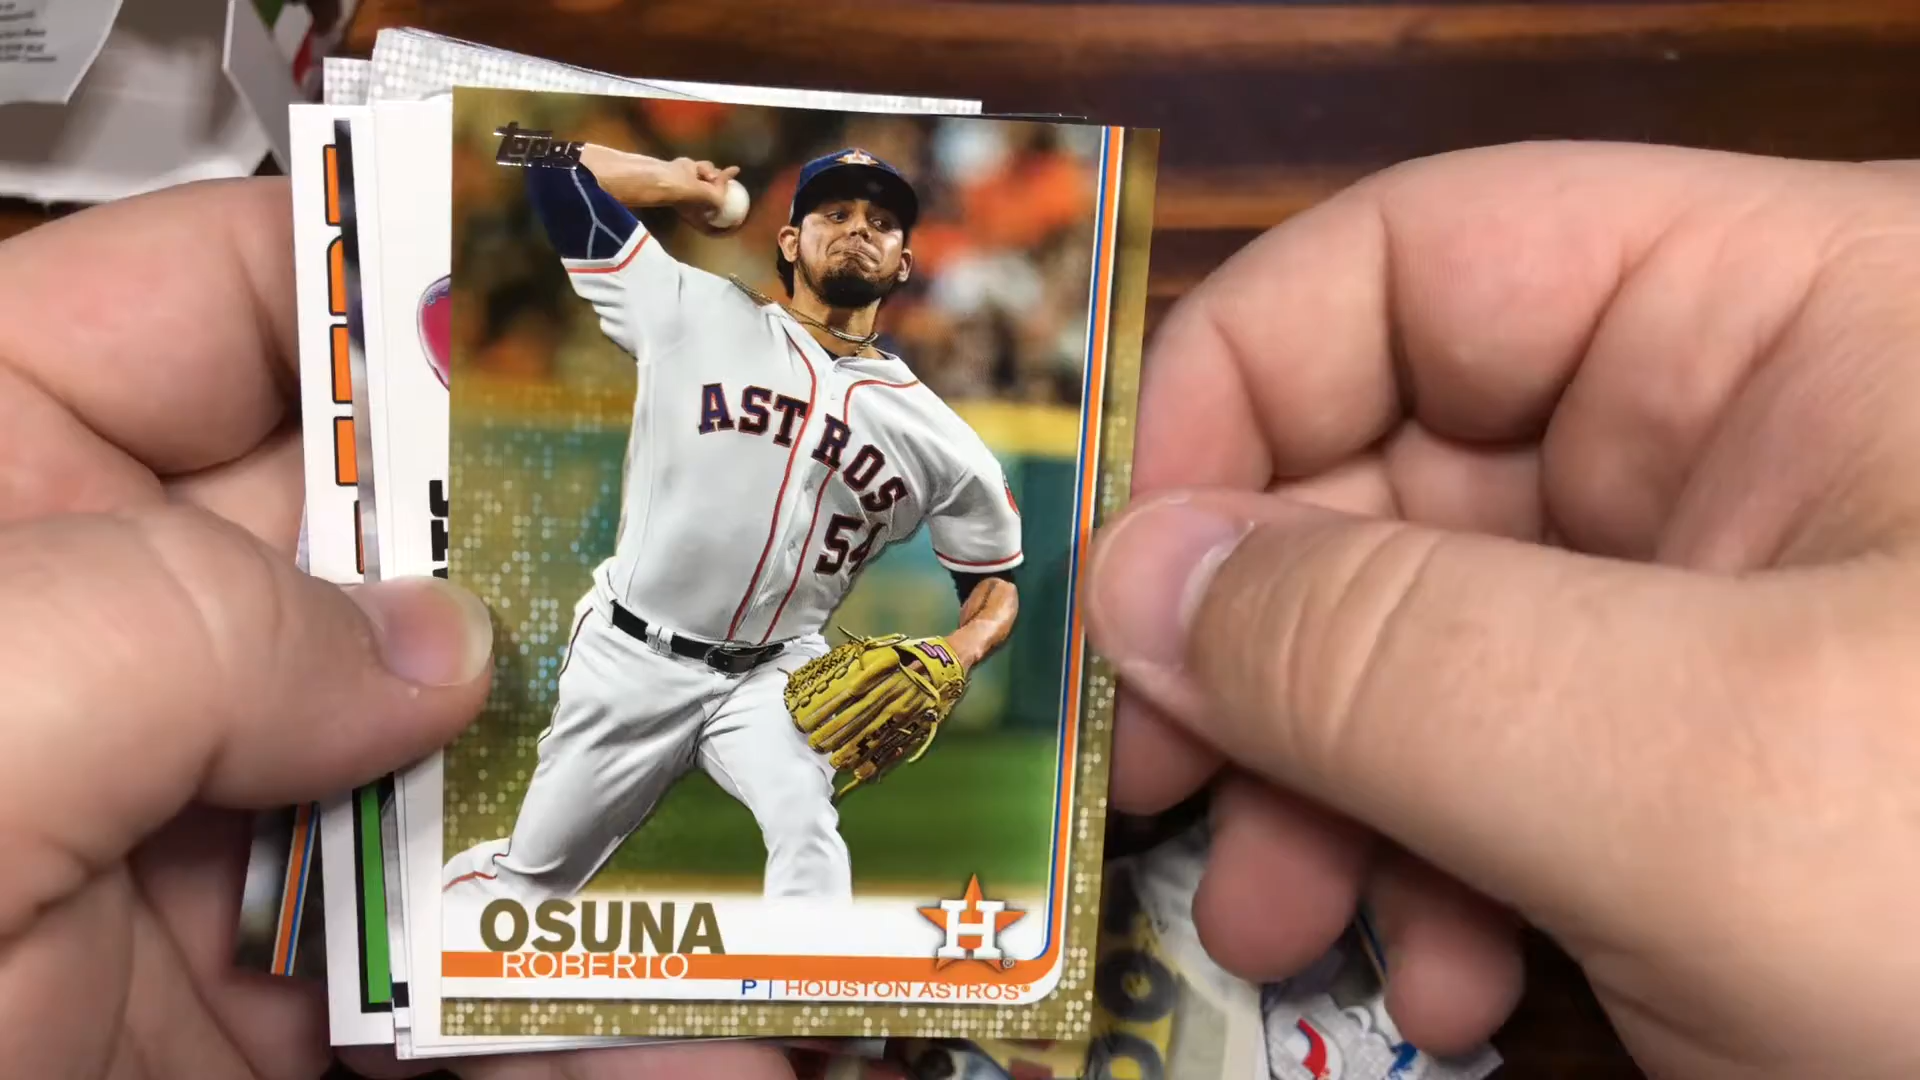 topps
ASTROS
54
OSUNA
ROBERTO
H
P | HOUSTON ASTROS®